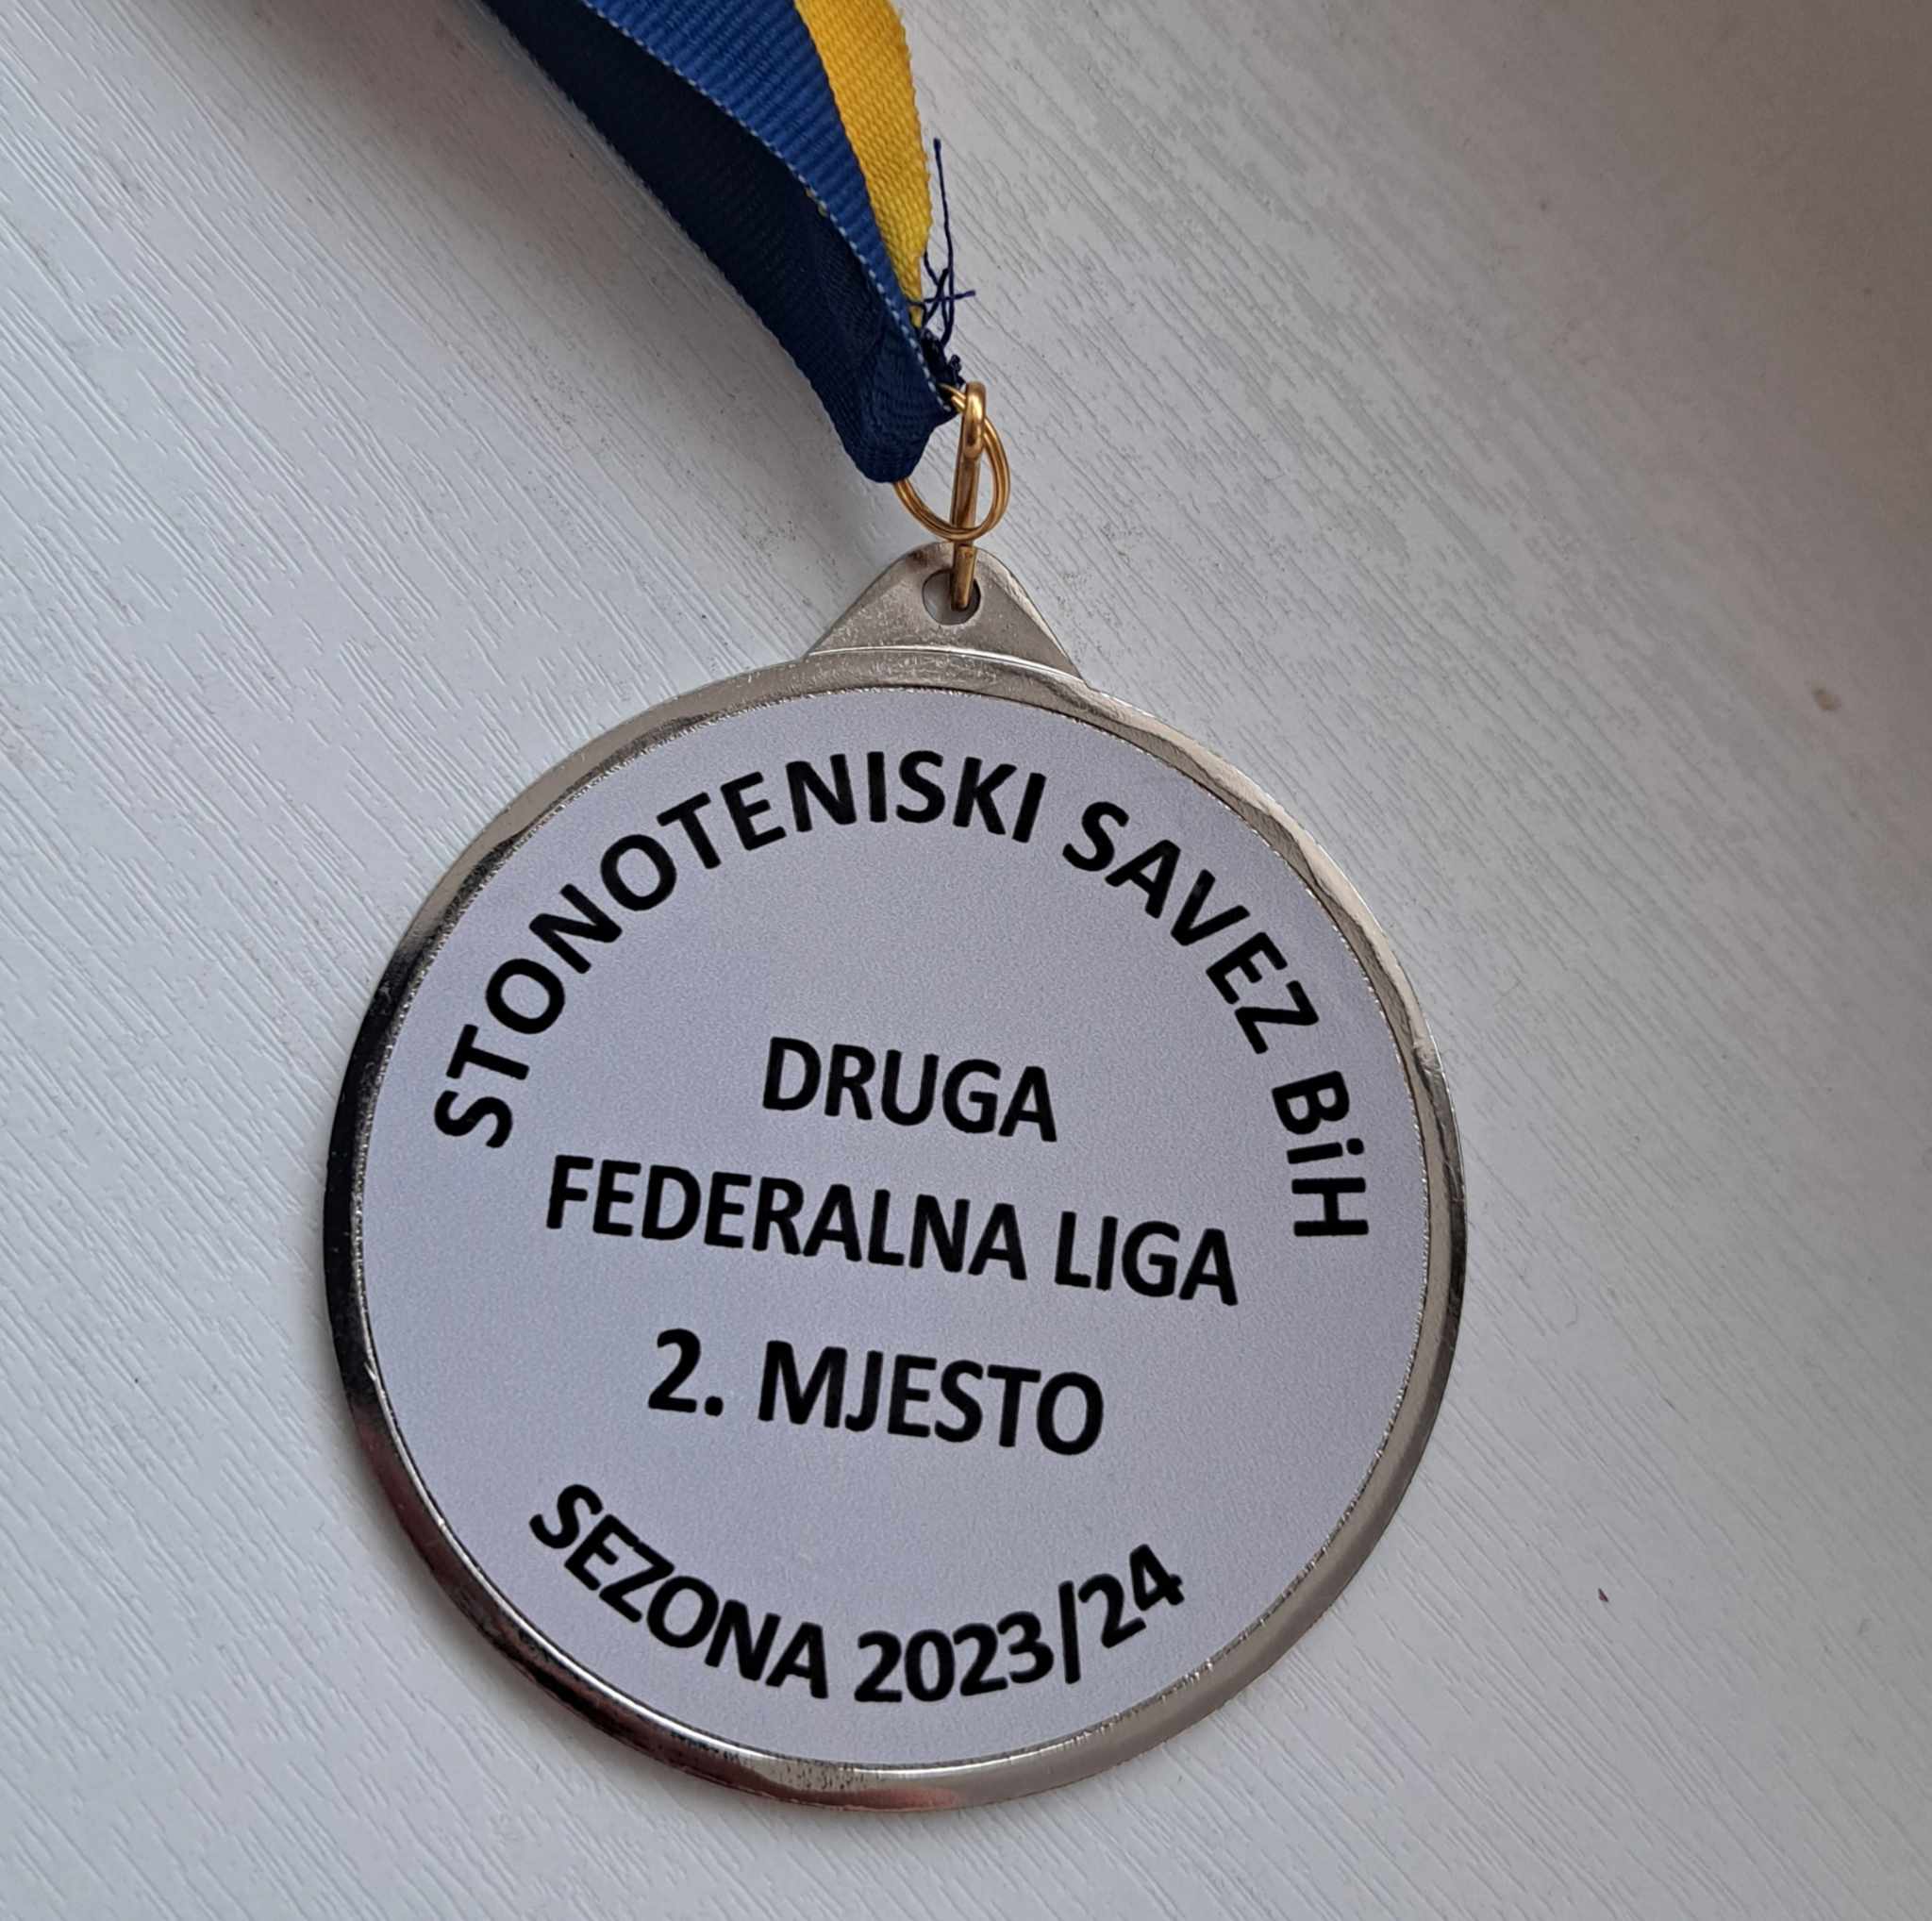 STONOTENISKI SAVEZ BiH
DRUGA
FEDERALNA LIGA
2. MJESTO
SEZONA 2023/24